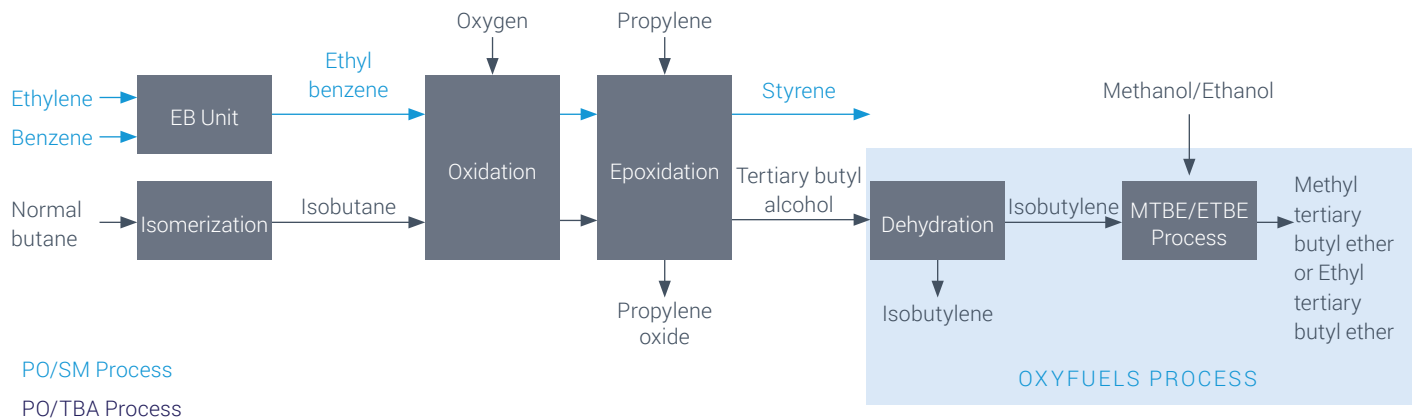 Oxygen
Propylene
Ethylene
Benzene
EB Unit
Ethyl
benzene
Oxidation
Epoxidation
Styrene
Methanol/Ethanol
Normal
butane
Isomerization
Isobutane
Tertiary butyl
alcohol
Dehydration
Isobutylene
MTBE/ETBE
Process
Methyl
tertiary
butyl ether
or Ethyl
tertiary
butyl ether
Propylene
oxide
Isobutylene
PO/SM Process
PO/TBA Process
OXYFUELS PROCESS